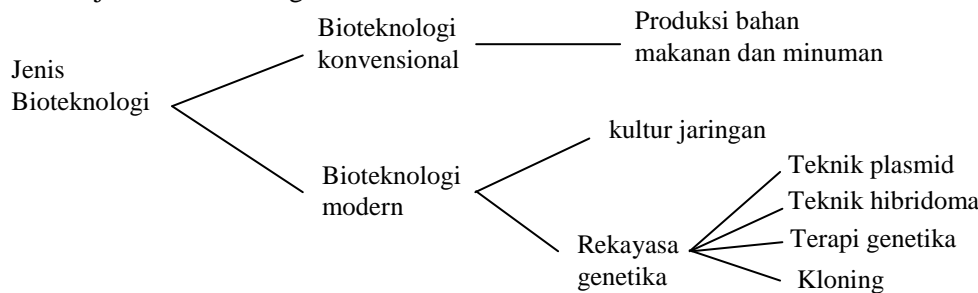 Jenis
Bioteknologi
Bioteknologi
konvensional
Produksi bahan
makanan dan minuman
Bioteknologi
modern
kultur jaringan
Rekayasa
genetika
Teknik plasmid
Teknik hibridoma
Terapi genetika
Kloning